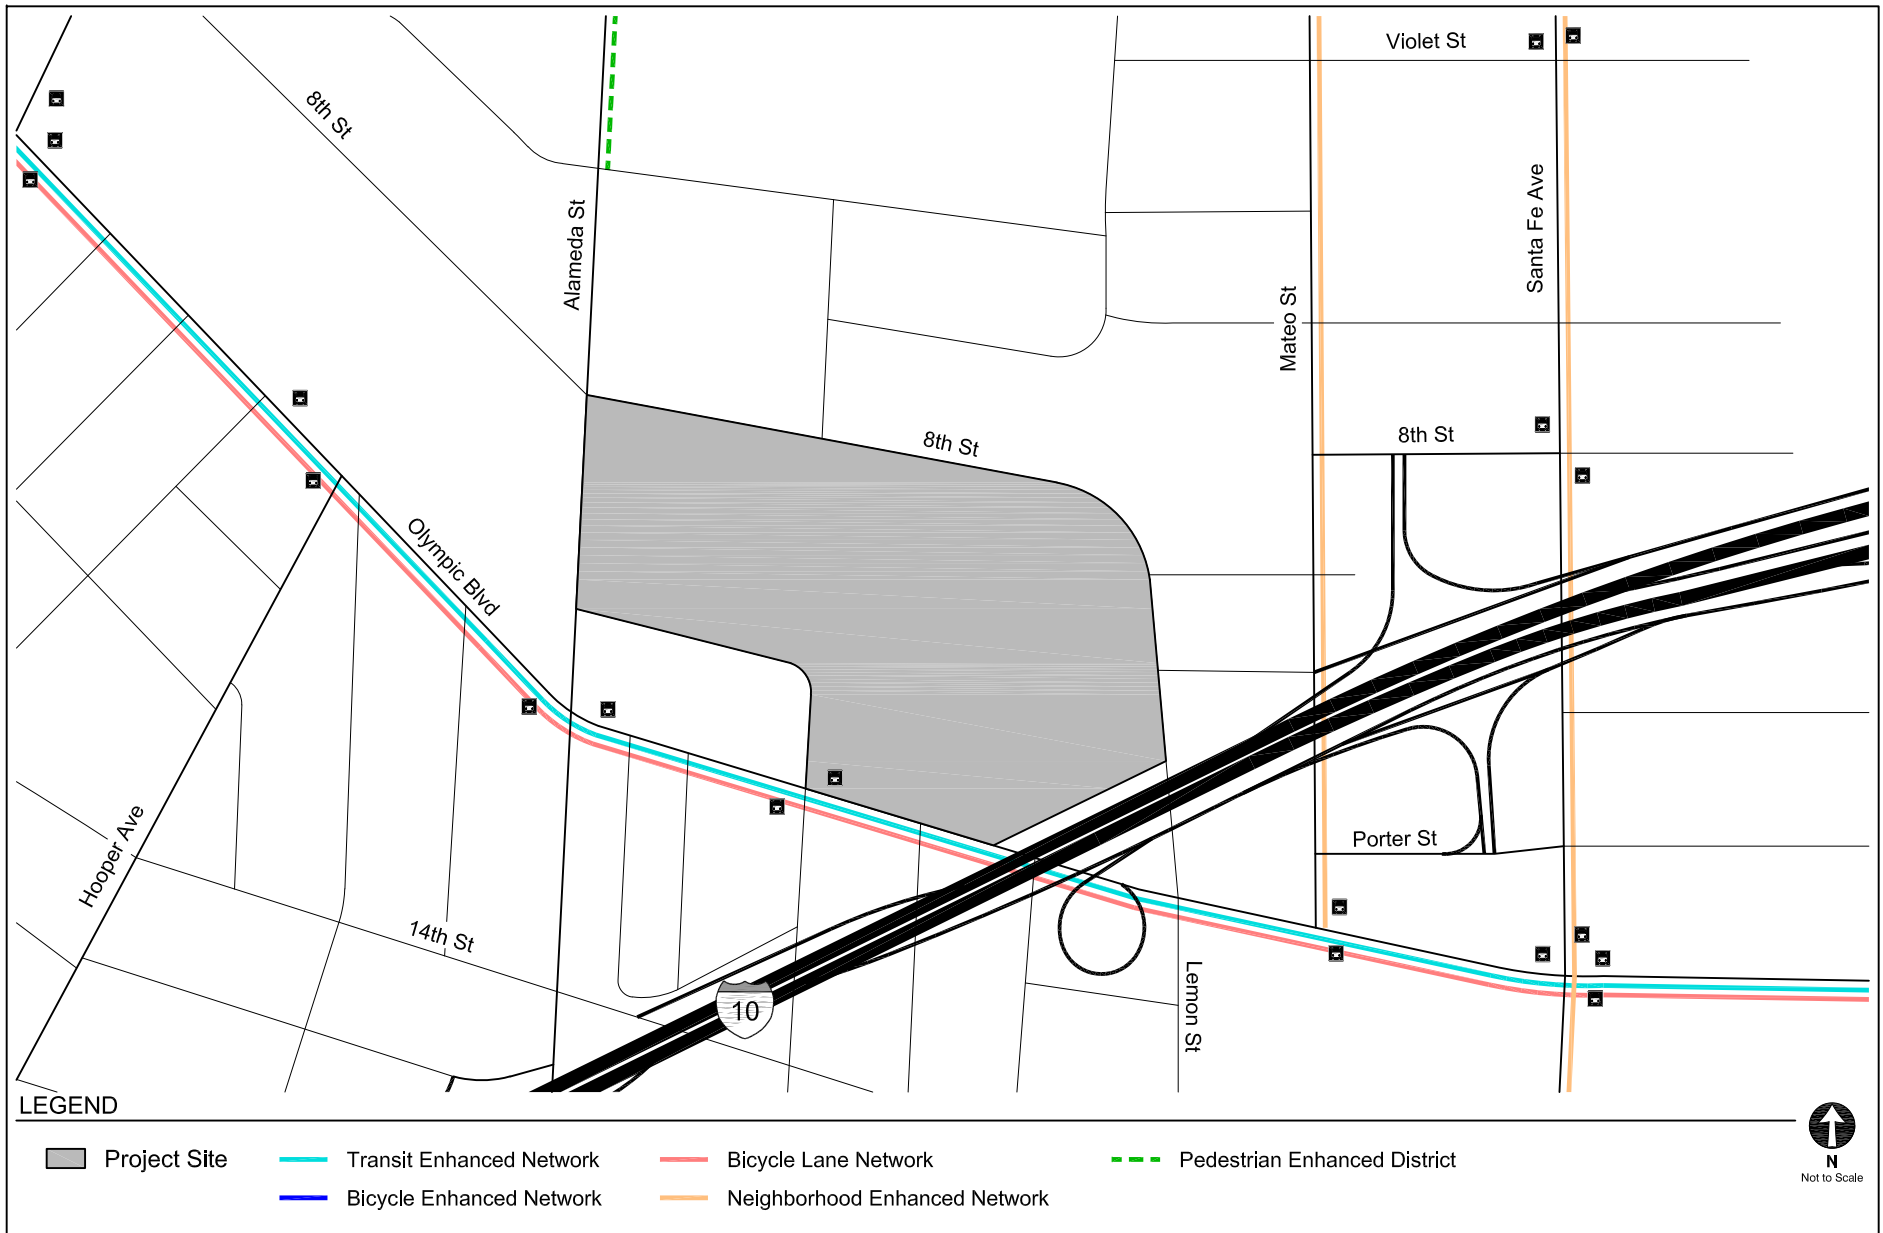 Violet St
8th St
Alameda St
Santa Fe Ave
Mateo St
8th St
8th St
Olympic Blvd
Hooper Ave
Porter St
14th St
Lemon St
10
LEGEND
Project Site
Transit Enhanced Network
Bicycle Lane Network
Pedestrian Enhanced District
Bicycle Enhanced Network
Neighborhood Enhanced Network
N
Not to Scale